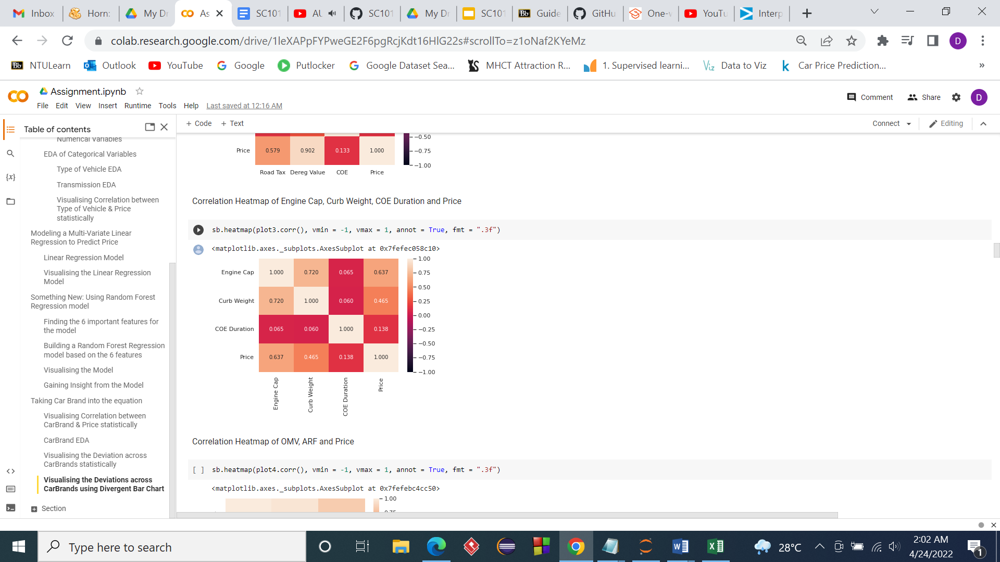 Inbox
Horn:
My Dr
As
SC101
AU
SC101
My Dr
SC101
Guide
GitHu
One-w
YouTu
Interp
colab.research.google.com/drive/1leXAPpFYPweGE2F6pgRcjKdt16HlG22s#scrollTo=z1oNaf2KYeMz
D
Bb NTULearn
Outlook
YouTube
Google
Putlocker
Google Dataset Sea...
MHCT Attraction R...
1. Supervised learni...
Data to Viz
Car Price Prediction...
»
Assignment.ipynb
Comment
Share
D
File Edit View Insert Runtime Tools Help Last saved at 12:16 AM
Table of contents
+ Code + Text
Connect
Editing
Numerical Variables
EDA of Categorical Variables
Type of Vehicle EDA
Transmission EDA
Visualising Correlation between
Type of Vehicle & Price
statistically
Modeling a Multi-Variate Linear
Regression to Predict Price
Linear Regression Model
Visualising the Linear Regression
Model
Something New: Using Random Forest
Regression model
Finding the 6 important features for
the model
Building a Random Forest Regression
model based on the 6 features
Visualising the Model
Gaining Insight from the Model
Taking Car Brand into the equation
Visualising Correlation between
CarBrand & Price statistically
CarBrand EDA
Visualising the Deviation across
CarBrands statistically
Visualising the Deviations across
CarBrands using Divergent Bar Chart
Section
{x}
−0.50
Price 0.579 0.902 0.133 1.000
−0.75
−1.00
Road Tax Dereg Value COE Price
Correlation Heatmap of Engine Cap, Curb Weight, COE Duration and Price
sb.heatmap(plot3.corr(), vmin = -1, vmax = 1, annot = True, fmt = ".3f")
<matplotlib.axes._subplots.AxesSubplot at 0x7fefec058c10>
Engine Cap 1.000 0.720 0.065 0.637
Curb Weight 0.720 1.000 0.060 0.465
COE Duration 0.065 0.060 1.000 0.138
Price 0.637 0.465 0.138 1.000
1.00
0.75
0.50
0.25
0.00
−0.25
−0.50
−0.75
−1.00
Engine Cap
Curb Weight
COE Duration
Price
Correlation Heatmap of OMV, ARF and Price
[ ] sb.heatmap(plot4.corr(), vmin = -1, vmax = 1, annot = True, fmt = ".3f")
<matplotlib.axes._subplots.AxesSubplot at 0x7fefebc4cc50>
1.00
0.75
Type here to search
28°C
2:02 AM
4/24/2022
1